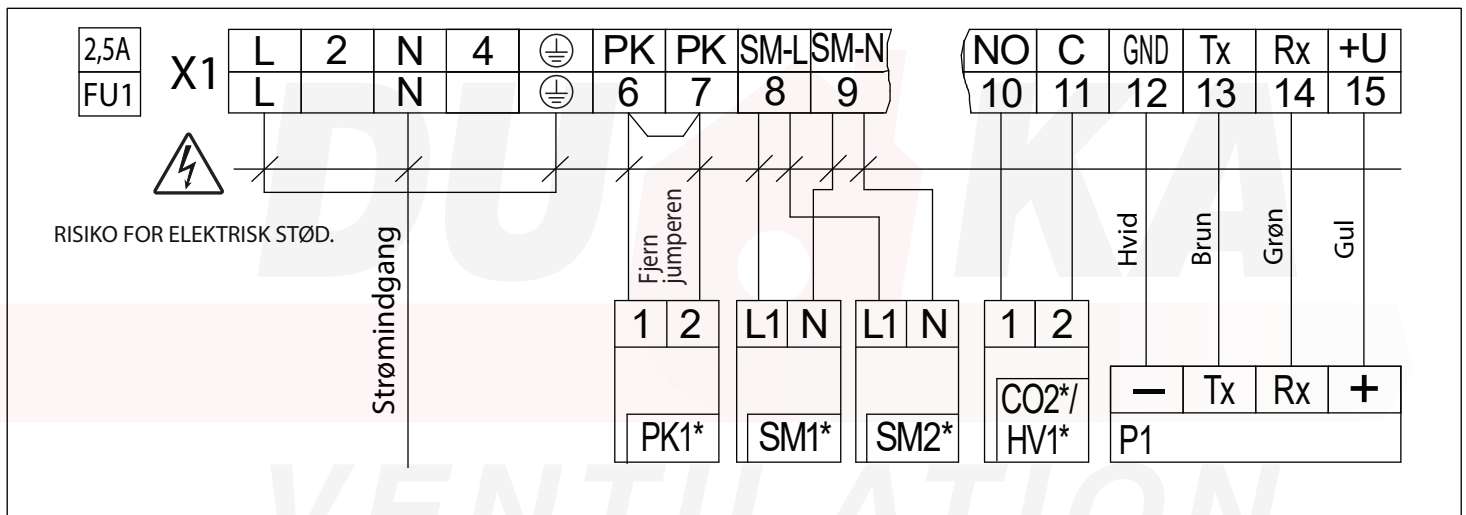 2,5A
FU1
X1
L 2 N 4 PK PK SM-L SM-N NO C GND Tx Rx +U
L N 6 7 8 9 10 11 12 13 14 15
RISIKO FOR ELEKTRISK STØD.
Strømindgang
Fjern
jumperen
Hvid
Brun
Grøn
Gul
1 2
PK1*
L1 N
SM1*
L1 N
SM2*
1 2
CO2*/
HV1*
– Tx Rx +
P1
DUKA
VENTILATION